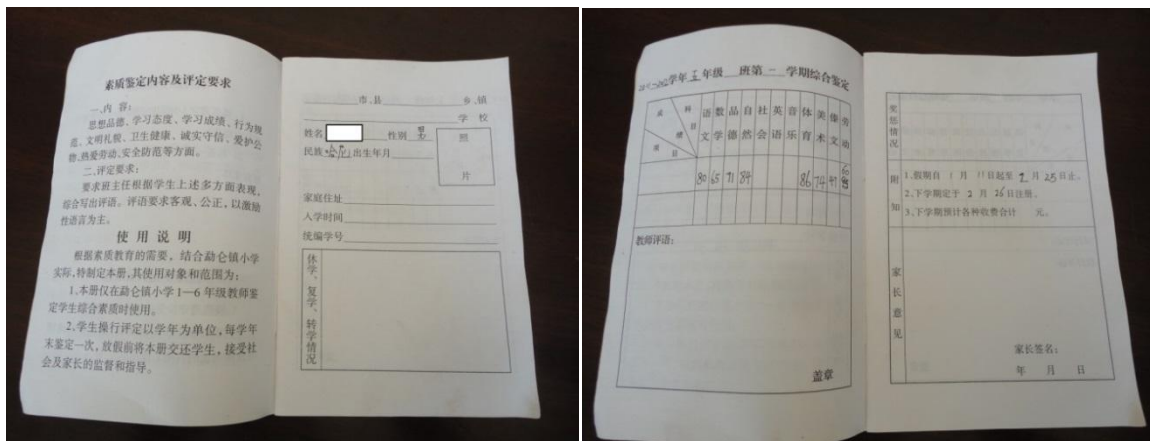 素质鉴定内容及评定要求
一、内 容:
思想品德、学习态度、学习成绩、行为规
范、文明礼貌、卫生健康、诚实守信、爱护公
物、热爱劳动、安全防范等方面。
二、评定要求:
要求班主任根据学生上述多方面表现,
综合写出评语。评语要求客观、公正,以激励
性语言为主。
使 用 说 明
根据素质教育的需要,结合勐仑镇小学
实际,特制定本册,其使用对象和范围为:
1、本册仅在勐仑镇小学1—6年级教师鉴
定学生综合素质时使用。
2、学生操行评定以学年为单位,每学年
末鉴定一次,放假前将本册交还学生,接受社
会及家长的监督和指导。
市、县 乡、镇
学 校
姓名 性别 男
民族 出生年月
照
片
家庭住址
入学时间
统编学号
休学、复学、转学情况
学年 五 年级 班第 一 学期综合鉴定
科目 成绩 项目
语文 数学 品德 自然 社会 英语 音乐 体育 美术 傣文 劳动
80 65 71 84 86 74 97 60
教师评语:
盖章
奖惩情况
附知
1、假期自 1 月 11 日起至 2 月 25 日止。
2、下学期定于 2 月 26 日注册。
3、下学期预计各种收费合计 元。
家长意见
家长签名:
年 月 日